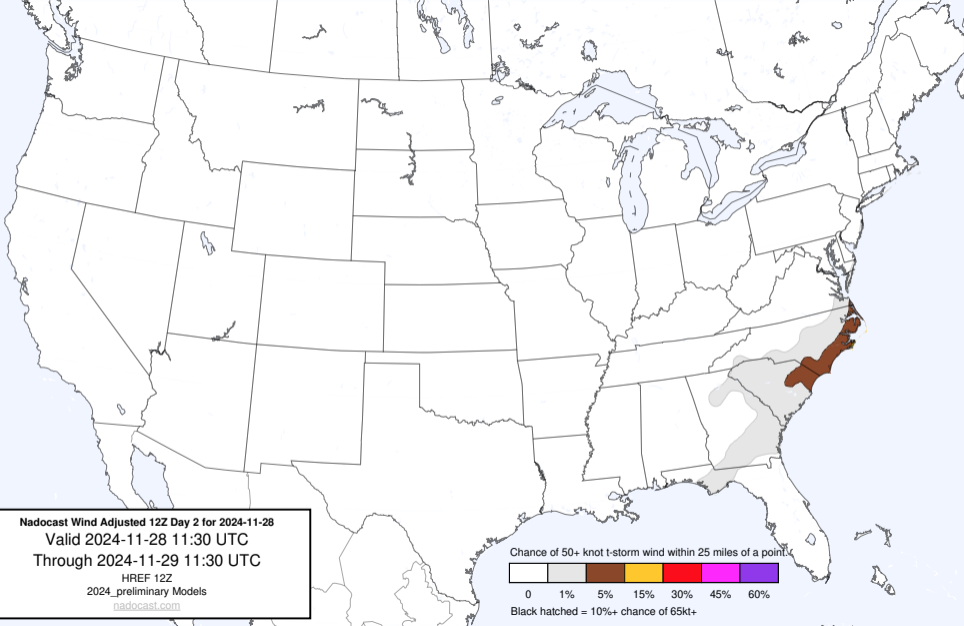 Nadocast Wind Adjusted 12Z Day 2 for 2024-11-28
Valid 2024-11-28 11:30 UTC
Through 2024-11-29 11:30 UTC
HREF 12Z
2024_preliminary Models
nadocast.com
Chance of 50+ knot t-storm wind within 25 miles of a point.
0 1% 5% 15% 30% 45% 60%
Black hatched = 10%+ chance of 65kt+